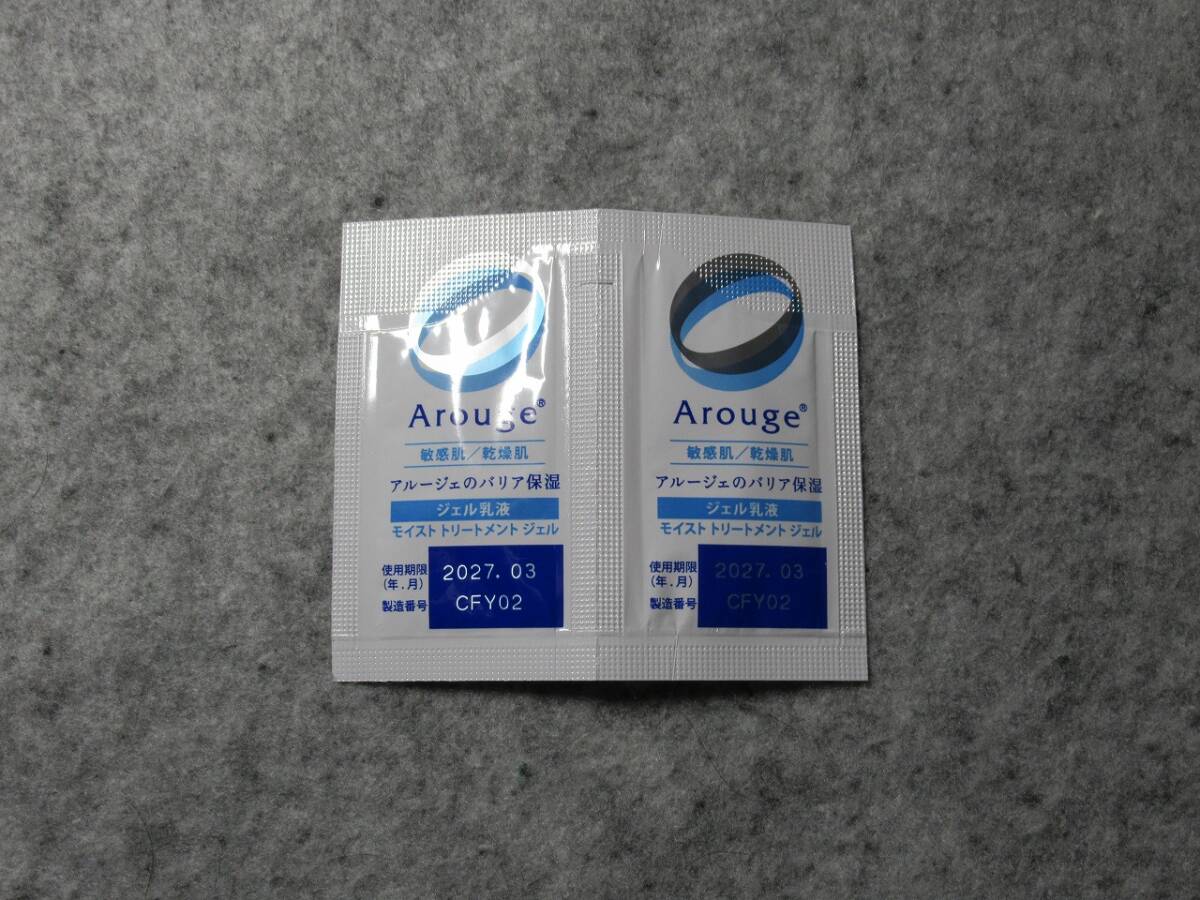 Arouge®
敏感肌／乾燥肌
アルージェのバリア保湿
ジェル乳液
モイスト トリートメント ジェル
使用期限
(年.月)
2027.03
製造番号
CFY02
Arouge®
敏感肌／乾燥肌
アルージェのバリア保湿
ジェル乳液
モイスト トリートメント ジェル
使用期限
(年.月)
2027.03
製造番号
CFY02